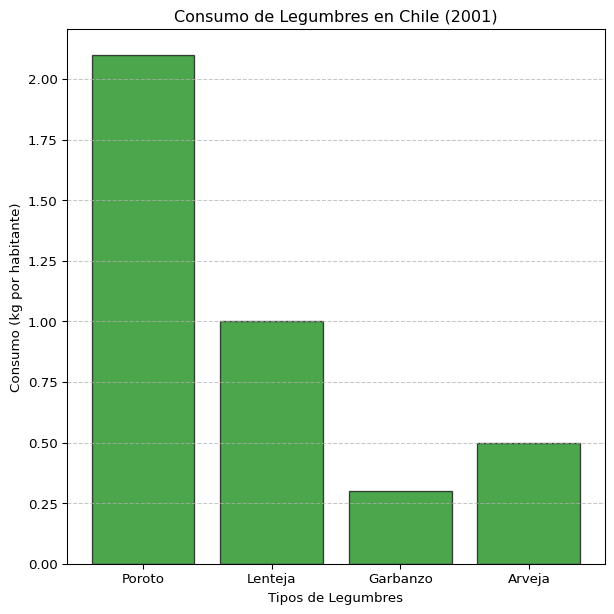 Consumo de Legumbres en Chile (2001)
Consumo (kg por habitante)
2.00
1.75
1.50
1.25
1.00
0.75
0.50
0.25
0.00
Poroto Lenteja Garbanzo Arveja
Tipos de Legumbres